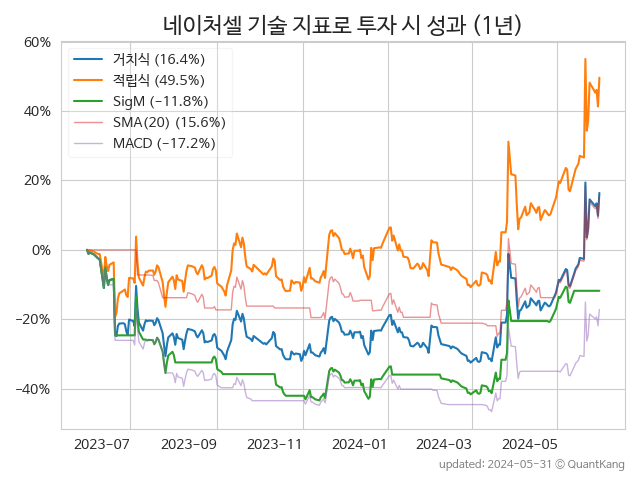 네이처셀 기술 지표로 투자 시 성과 (1년)
60%
40%
20%
0%
−20%
−40%
거치식 (16.4%)
적립식 (49.5%)
SigM (−11.8%)
SMA(20) (15.6%)
MACD (−17.2%)
2023-07
2023-09
2023-11
2024-01
2024-03
2024-05
updated: 2024-05-31 © QuantKang